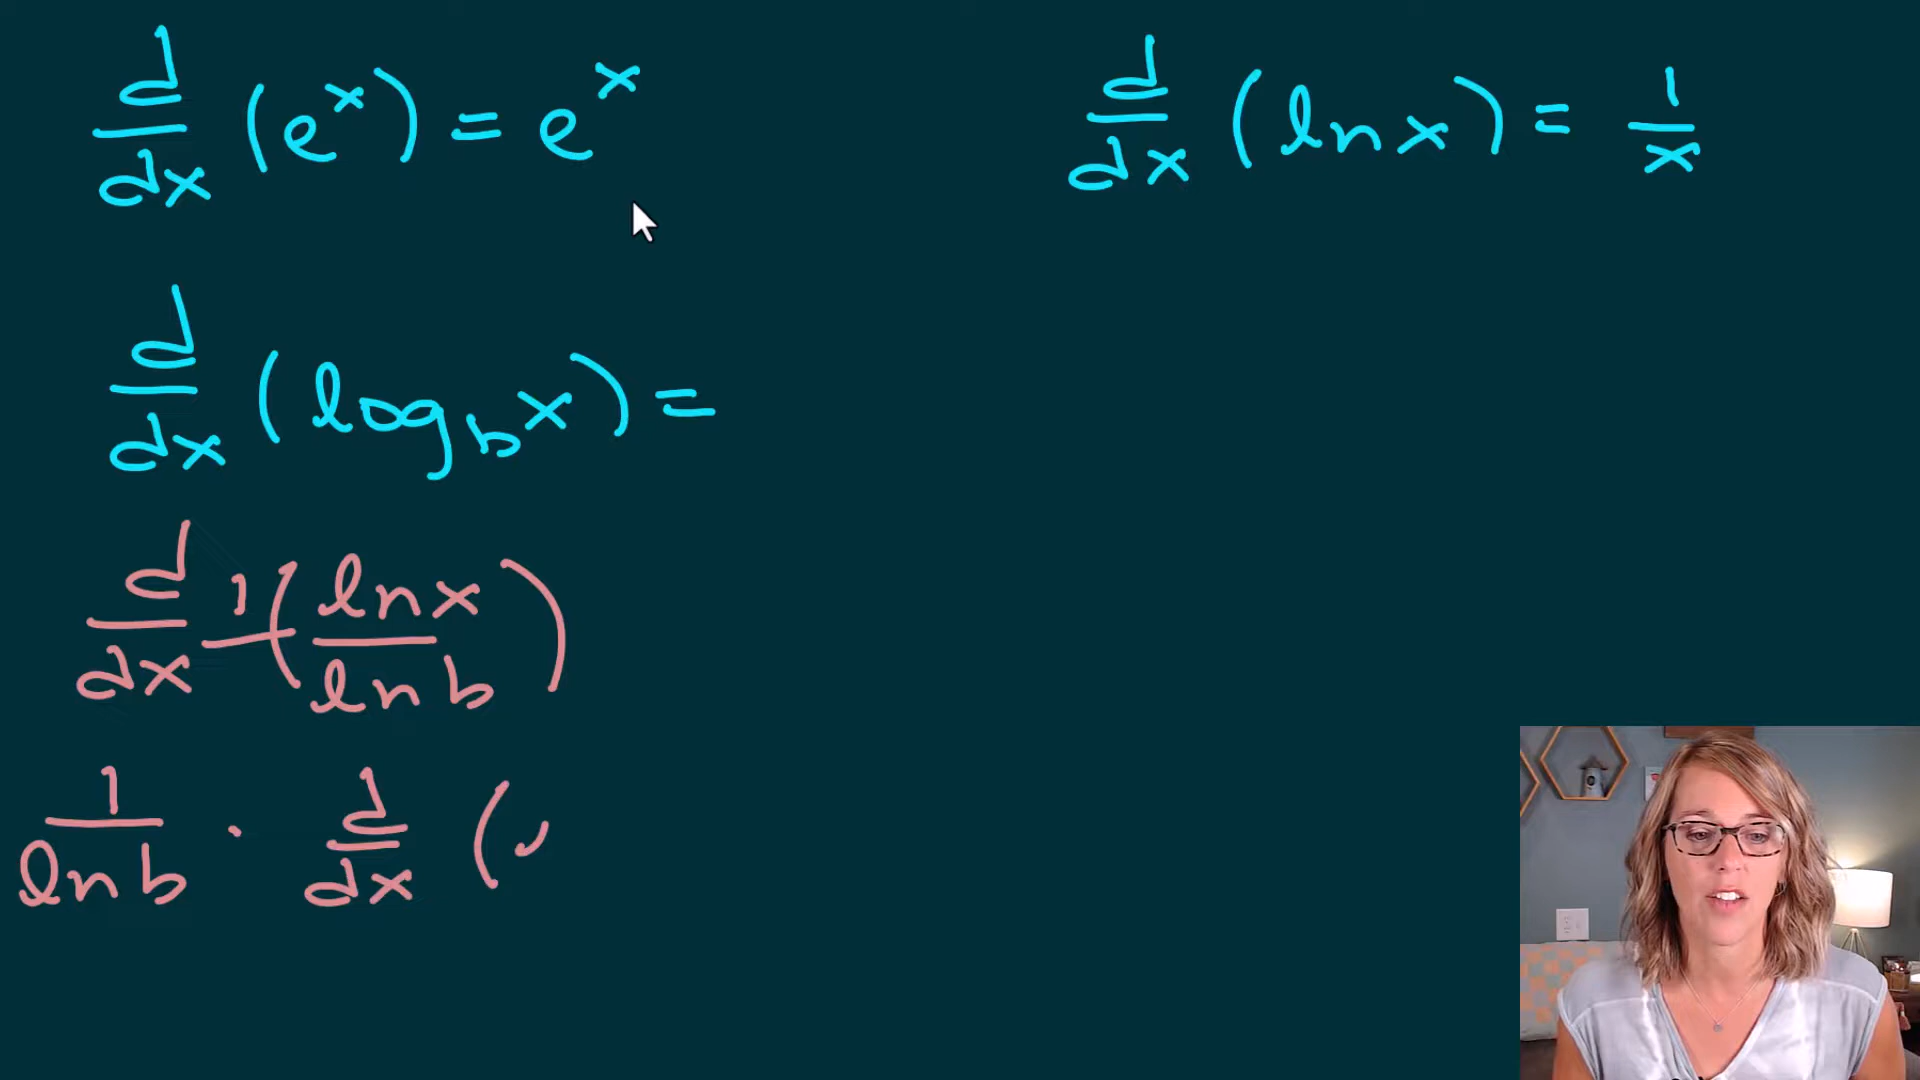 d/dx (e^x) = e^x
d/dx (ln x) = 1/x
d/dx (log_b x) =
d/dx 1 (ln x / ln b)
1/ln b · d/dx (